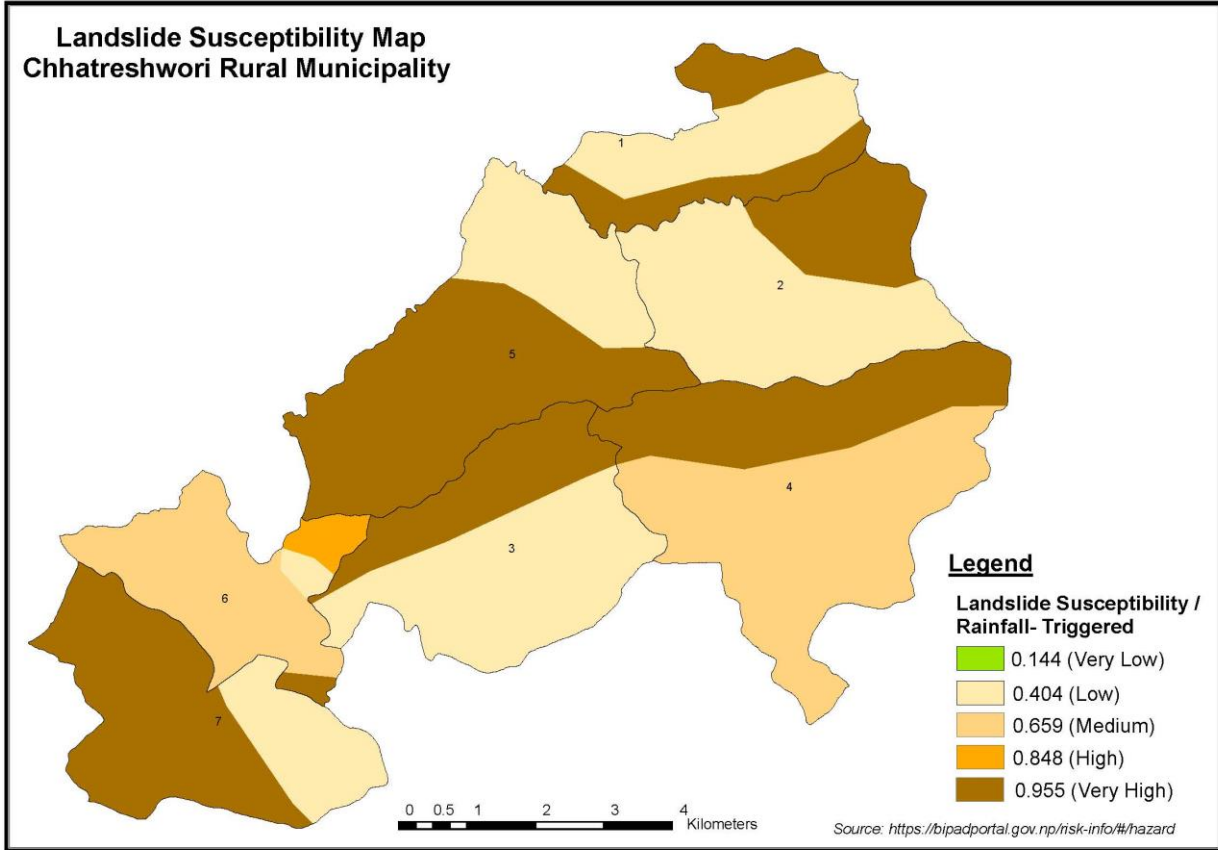 Landslide Susceptibility Map
Chhatreshwori Rural Municipality
1
2
5
4
3
6
7
Legend
Landslide Susceptibility /
Rainfall- Triggered
0.144 (Very Low)
0.404 (Low)
0.659 (Medium)
0.848 (High)
0.955 (Very High)
0 0.5 1 2 3 4
Kilometers
Source: https://bipadportal.gov.np/risk-info/#/hazard